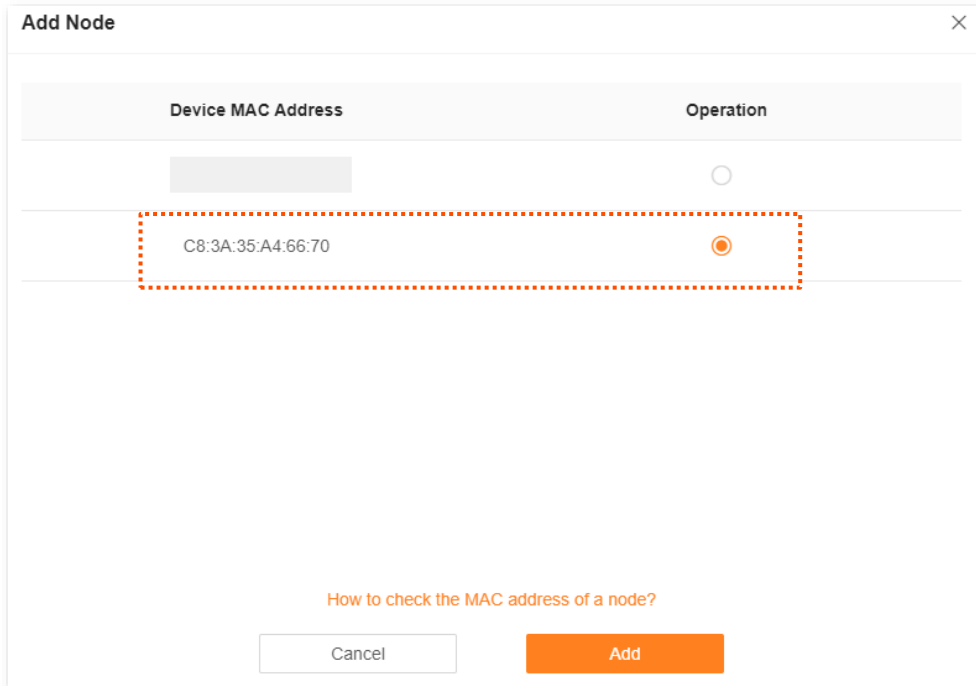 Add Node
Device MAC Address Operation
C8:3A:35:A4:66:70
How to check the MAC address of a node?
Cancel Add